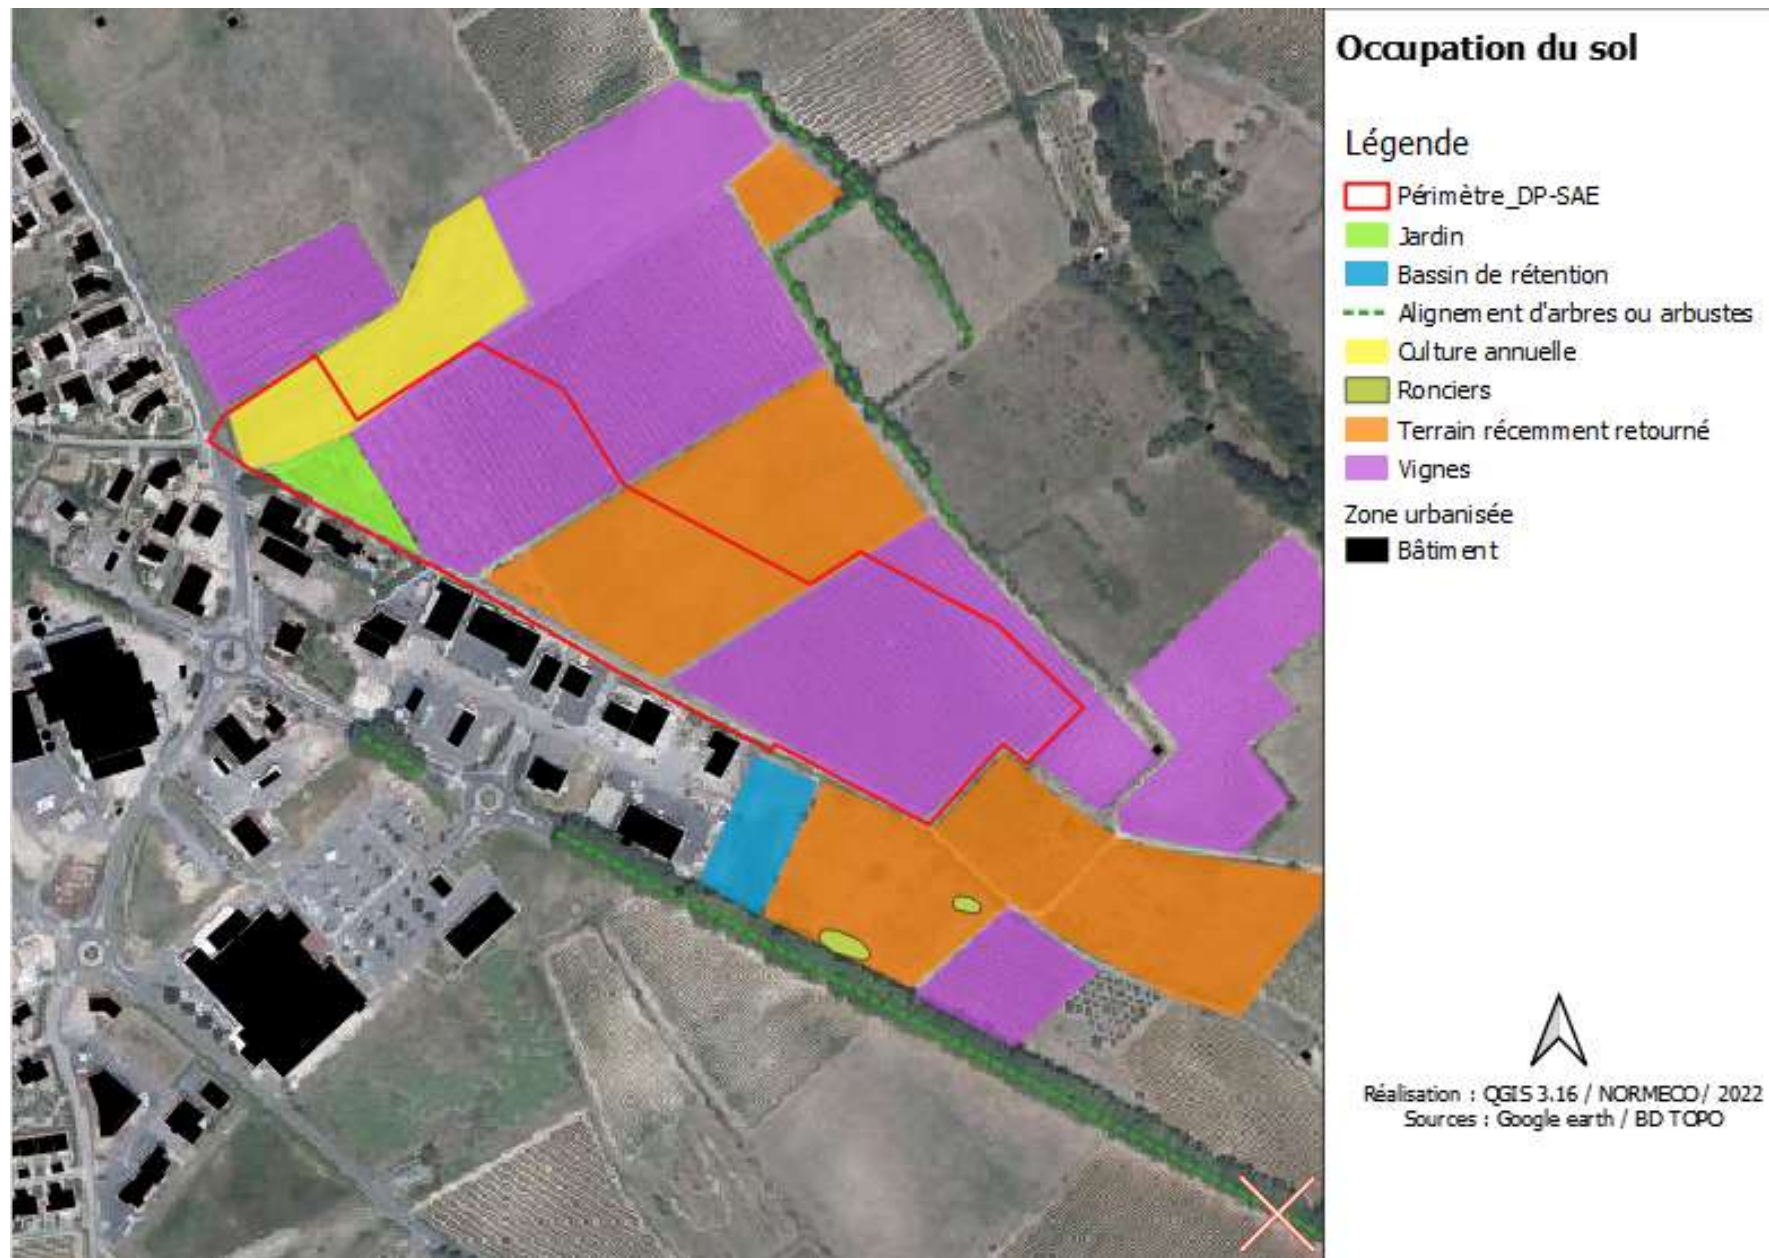 Occupation du sol
Légende
Périmètre_DP-SAE
Jardin
Bassin de rétention
Alignement d'arbres ou arbustes
Culture annuelle
Ronciers
Terrain récemment retourné
Vignes
Zone urbanisée
Bâtiment
Réalisation : QGIS 3.16 / NORMECO / 2022
Sources : Google earth / BD TOPO